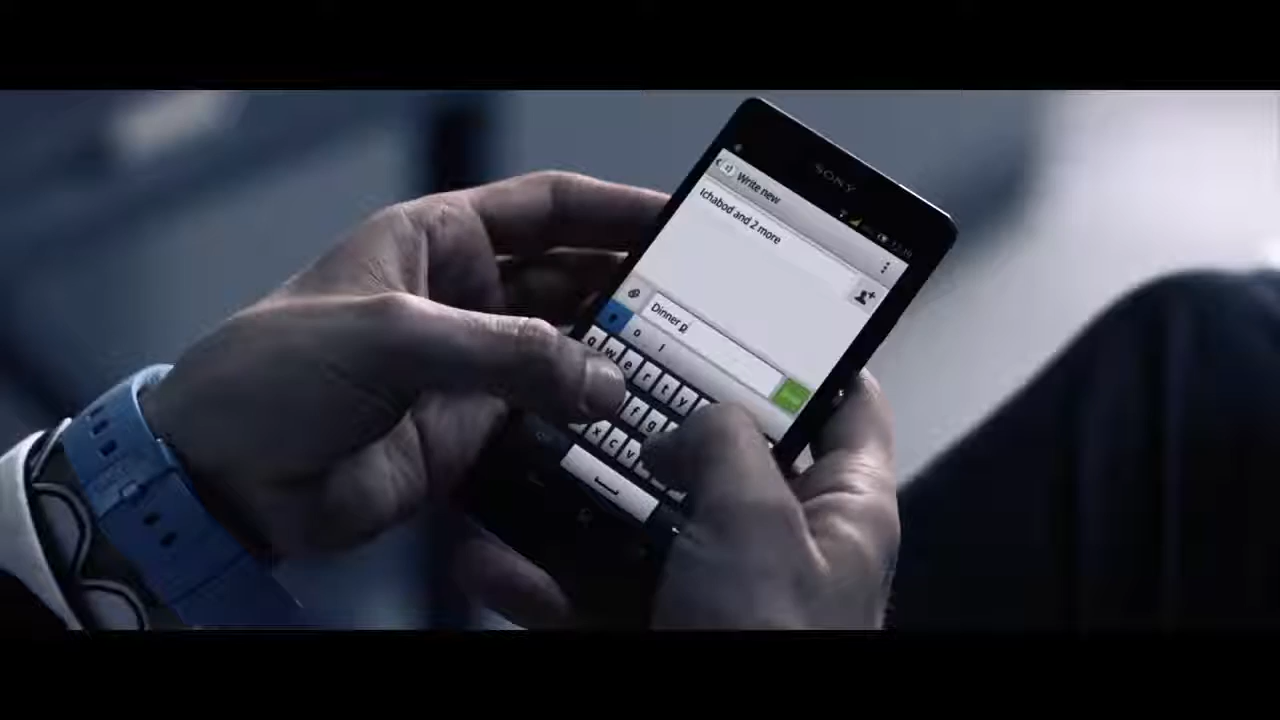 SONY
Write new
Ichabod and 2 more
Dinner p
o i
q w e r t y
f g
x c v